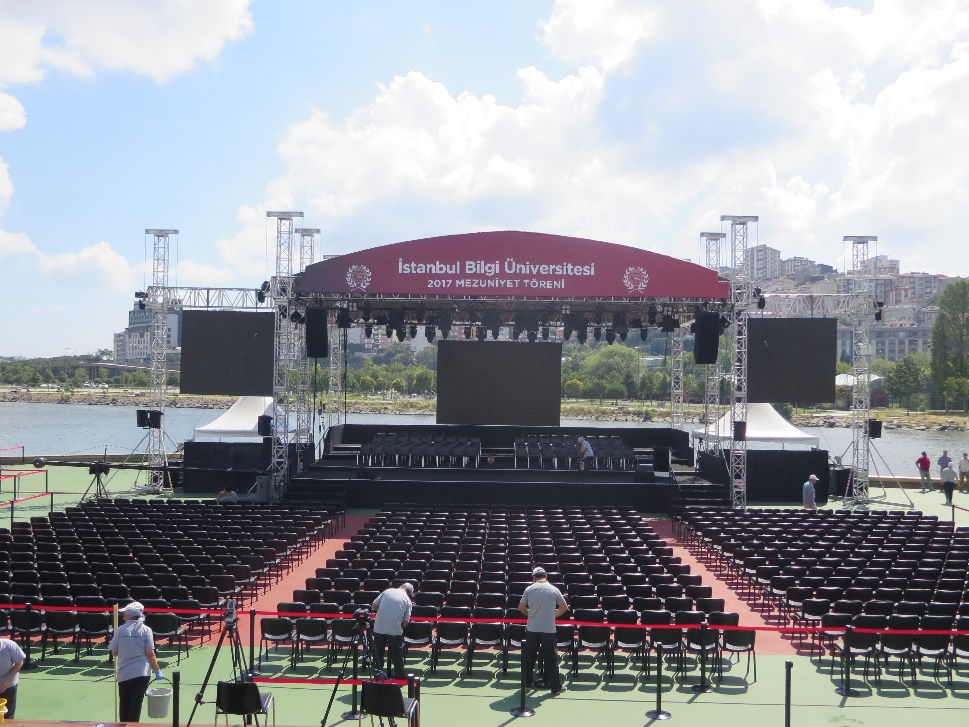 İstanbul Bilgi Üniversitesi
2017 MEZUNİYET TÖRENİ